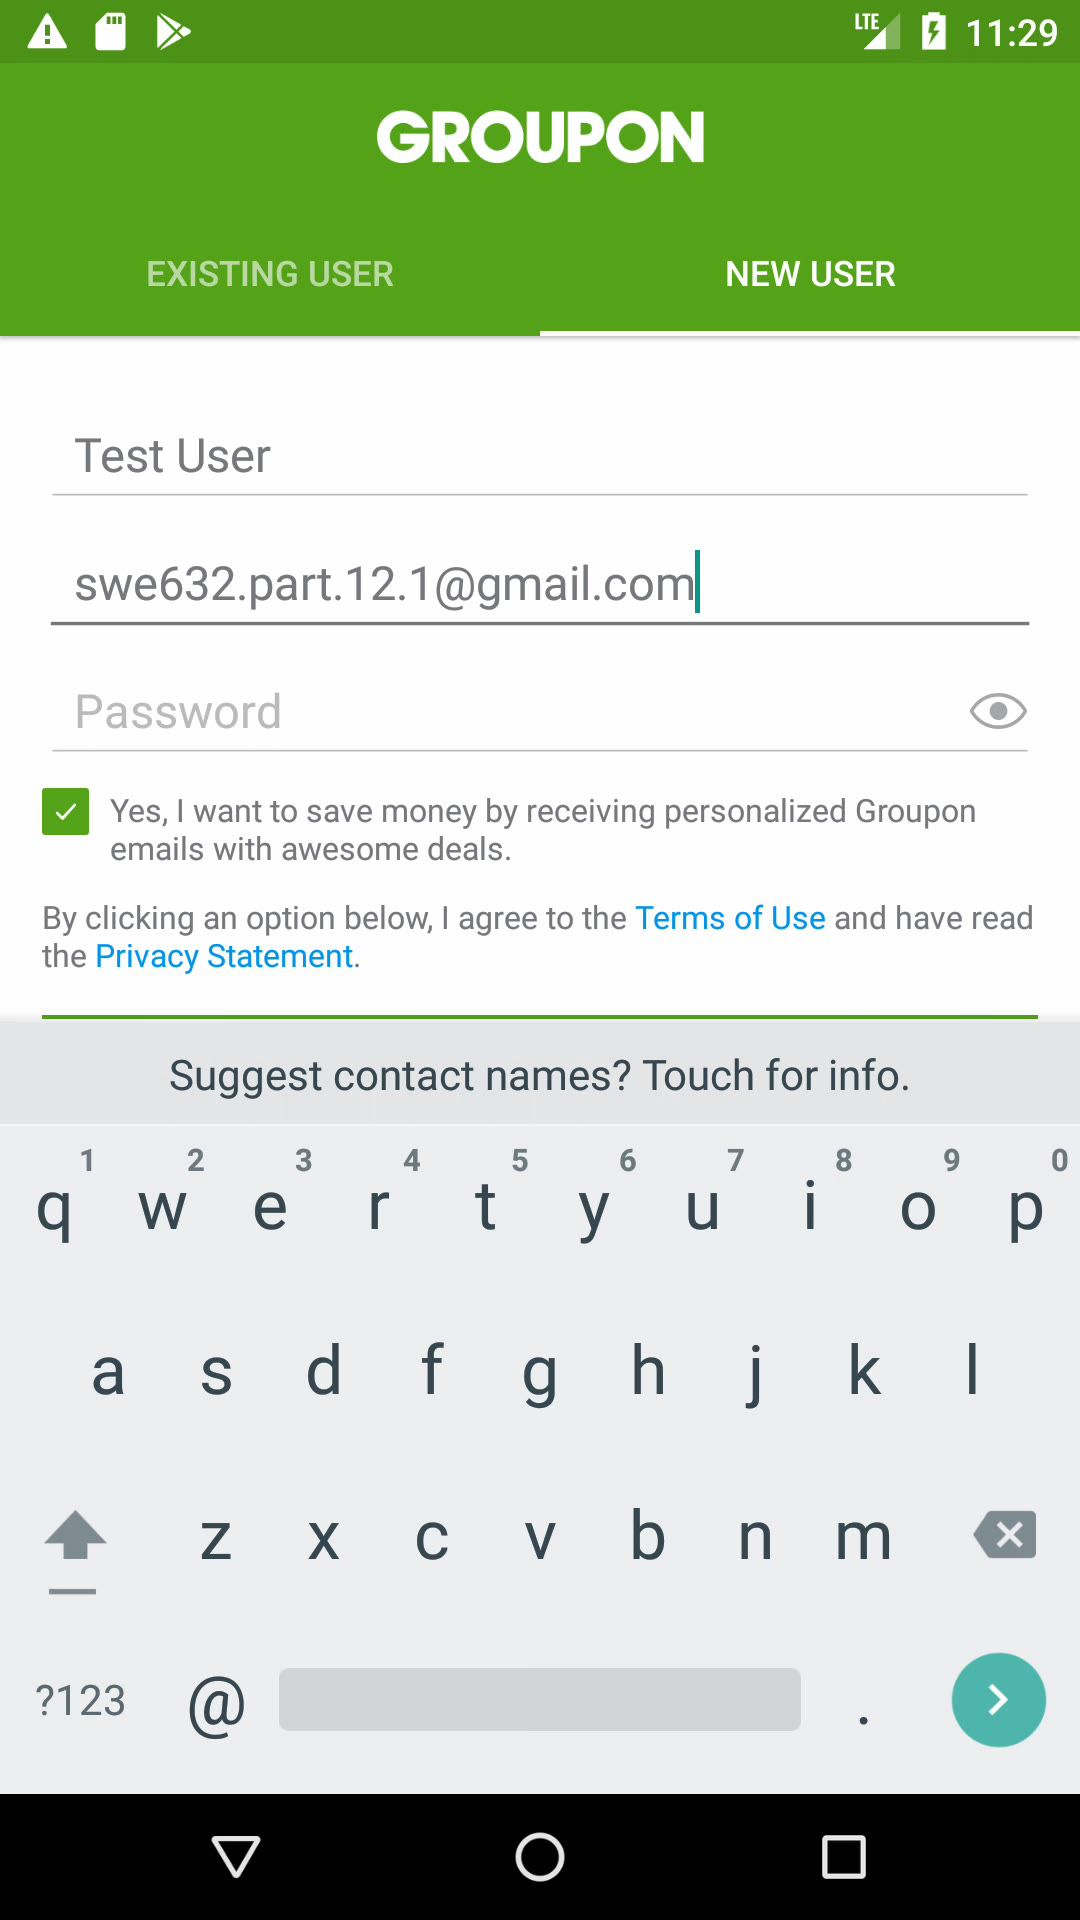 LTE 11:29
GROUPON
EXISTING USER NEW USER
Test User
swe632.part.12.1@gmail.com
Password
Yes, I want to save money by receiving personalized Groupon
emails with awesome deals.
By clicking an option below, I agree to the Terms of Use and have read
the Privacy Statement.
Suggest contact names? Touch for info.
1 2 3 4 5 6 7 8 9 0
q w e r t y u i o p
a s d f g h j k l
z x c v b n m
?123 @ .